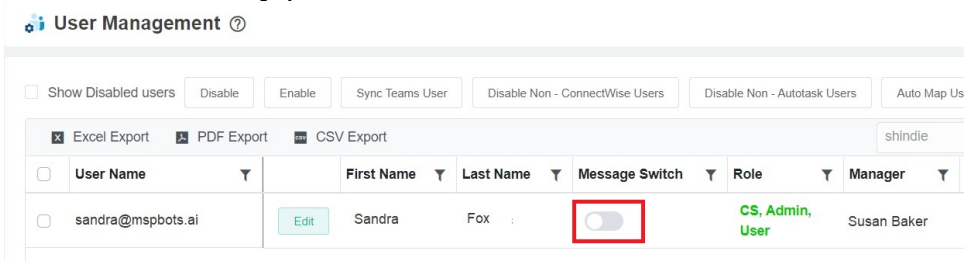 User Management ?
Show Disabled users Disable Enable Sync Teams User Disable Non - ConnectWise Users Disable Non - Autotask Users Auto Map Us
x Excel Export PDF Export csv CSV Export shindie
User Name First Name Last Name Message Switch Role Manager
sandra@mspbots.ai Edit Sandra Fox CS, Admin,
User Susan Baker